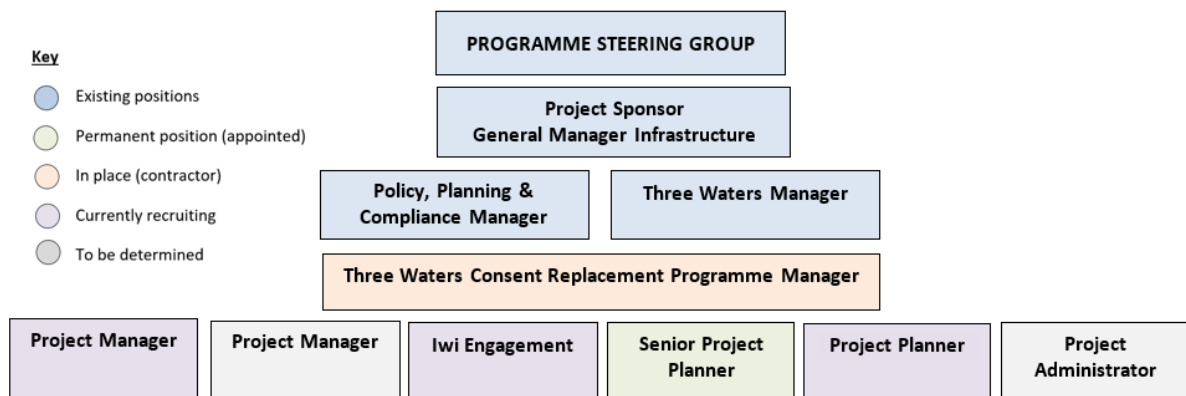 PROGRAMME STEERING GROUP
Key
Existing positions
Permanent position (appointed)
In place (contractor)
Currently recruiting
To be determined
Project Sponsor
General Manager Infrastructure
Policy, Planning &
Compliance Manager
Three Waters Manager
Three Waters Consent Replacement Programme Manager
Project Manager
Project Manager
Iwi Engagement
Senior Project
Planner
Project Planner
Project
Administrator